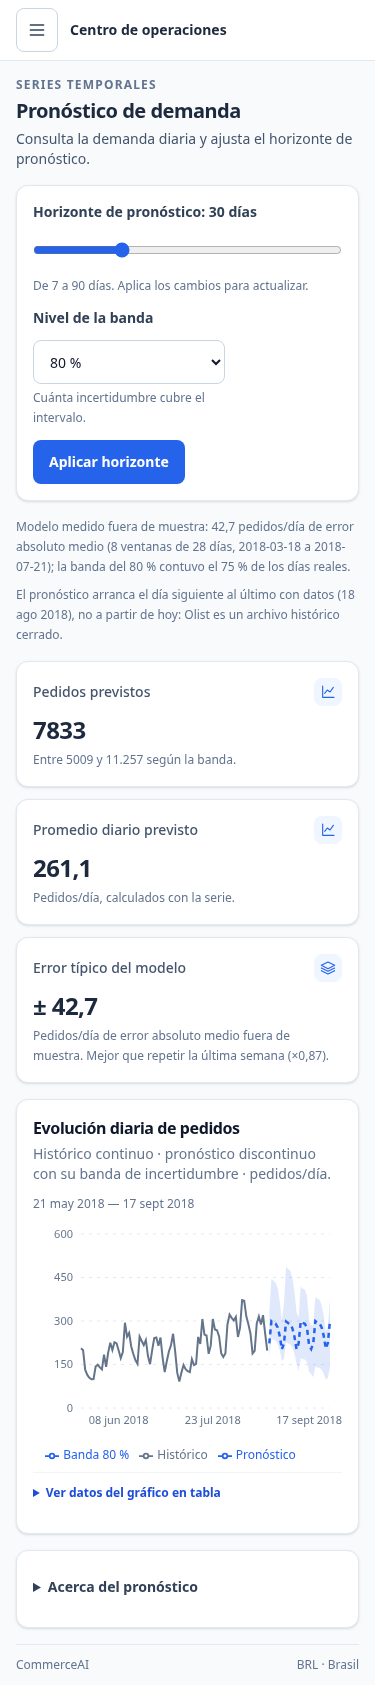 Centro de operaciones
SERIES TEMPORALES
Pronóstico de demanda
Consulta la demanda diaria y ajusta el horizonte de
pronóstico.
Horizonte de pronóstico: 30 días
De 7 a 90 días. Aplica los cambios para actualizar.
Nivel de la banda
80 %
Cuánta incertidumbre cubre el
intervalo.
Aplicar horizonte
Modelo medido fuera de muestra: 42,7 pedidos/día de error
absoluto medio (8 ventanas de 28 días, 2018-03-18 a 2018-
07-21); la banda del 80 % contuvo el 75 % de los días reales.
El pronóstico arranca el día siguiente al último con datos (18
ago 2018), no a partir de hoy: Olist es un archivo histórico
cerrado.
Pedidos previstos
7833
Entre 5009 y 11.257 según la banda.
Promedio diario previsto
261,1
Pedidos/día, calculados con la serie.
Error típico del modelo
± 42,7
Pedidos/día de error absoluto medio fuera de
muestra. Mejor que repetir la última semana (×0,87).
Evolución diaria de pedidos
Histórico continuo · pronóstico discontinuo
con su banda de incertidumbre · pedidos/día.
21 may 2018 — 17 sept 2018
600
450
300
150
0
08 jun 2018 23 jul 2018 17 sept 2018
Banda 80 % Histórico Pronóstico
Ver datos del gráfico en tabla
Acerca del pronóstico
CommerceAI BRL · Brasil